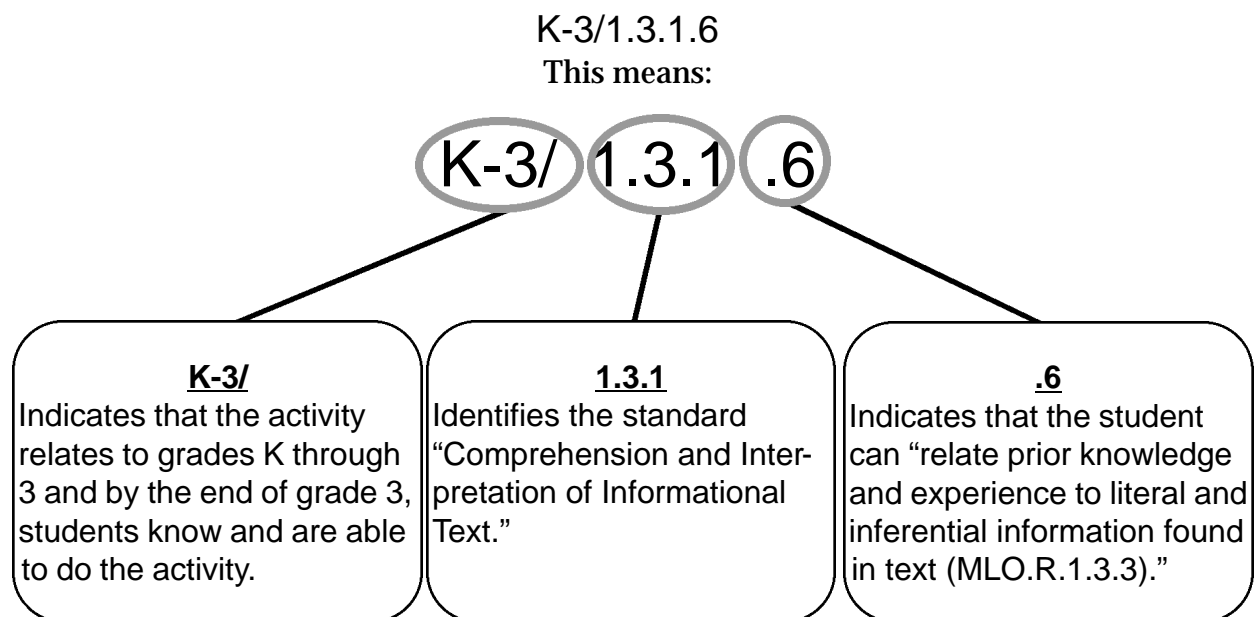 K-3/1.3.1.6
This means:
K-3/ 1.3.1 .6
K-3/
Indicates that the activity
relates to grades K through
3 and by the end of grade 3,
students know and are able
to do the activity.
1.3.1
Identifies the standard
“Comprehension and Inter-
pretation of Informational
Text.”
.6
Indicates that the student
can “relate prior knowledge
and experience to literal and
inferential information found
in text (MLO.R.1.3.3).”